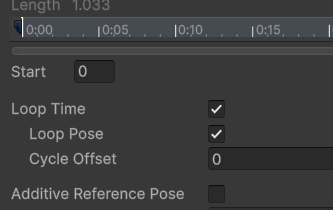 Length 1.033
0:00 0:05 0:10 0:15
Start 0
Loop Time
Loop Pose
Cycle Offset 0
Additive Reference Pose